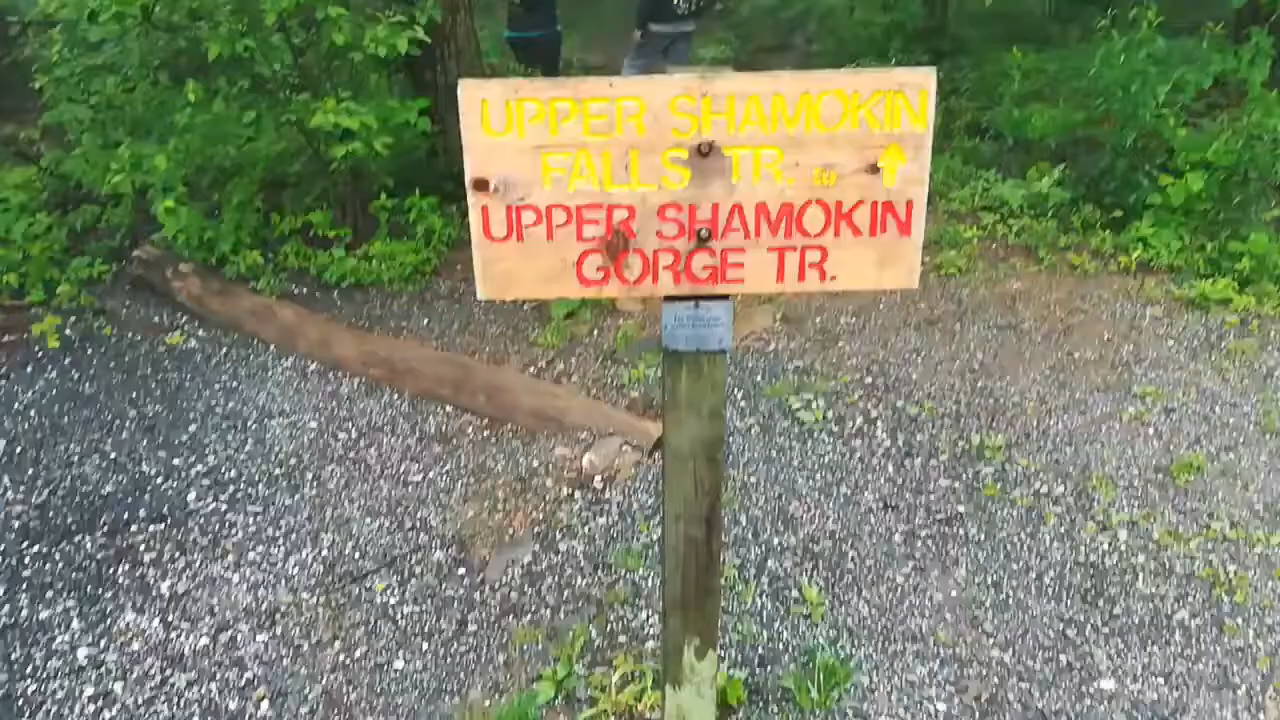 UPPER SHAMOKIN
FALLS TR. to ↑
UPPER SHAMOKIN
GORGE TR.